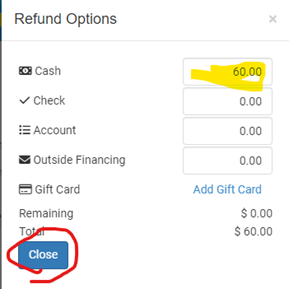 Refund Options ×
Cash 60.00
Check 0.00
Account 0.00
Outside Financing 0.00
Gift Card Add Gift Card
Remaining $ 0.00
Total $ 60.00
Close